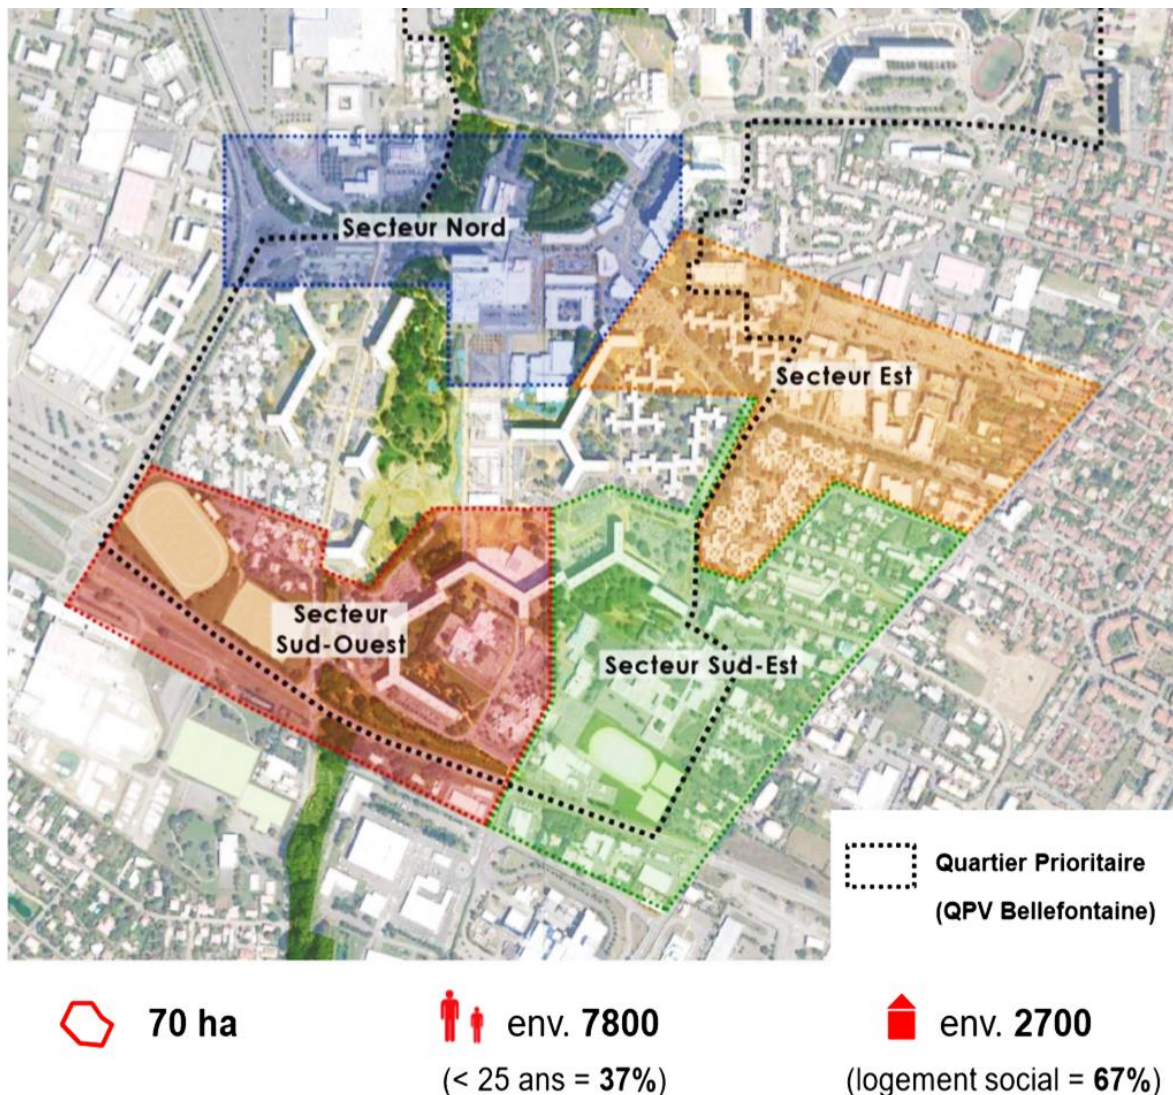 Secteur Nord
Secteur Est
Secteur
Sud-Ouest
Secteur Sud-Est
Quartier Prioritaire
(QPV Bellefontaine)
70 ha
env. 7800
env. 2700
(< 25 ans = 37%)
(logement social = 67%)